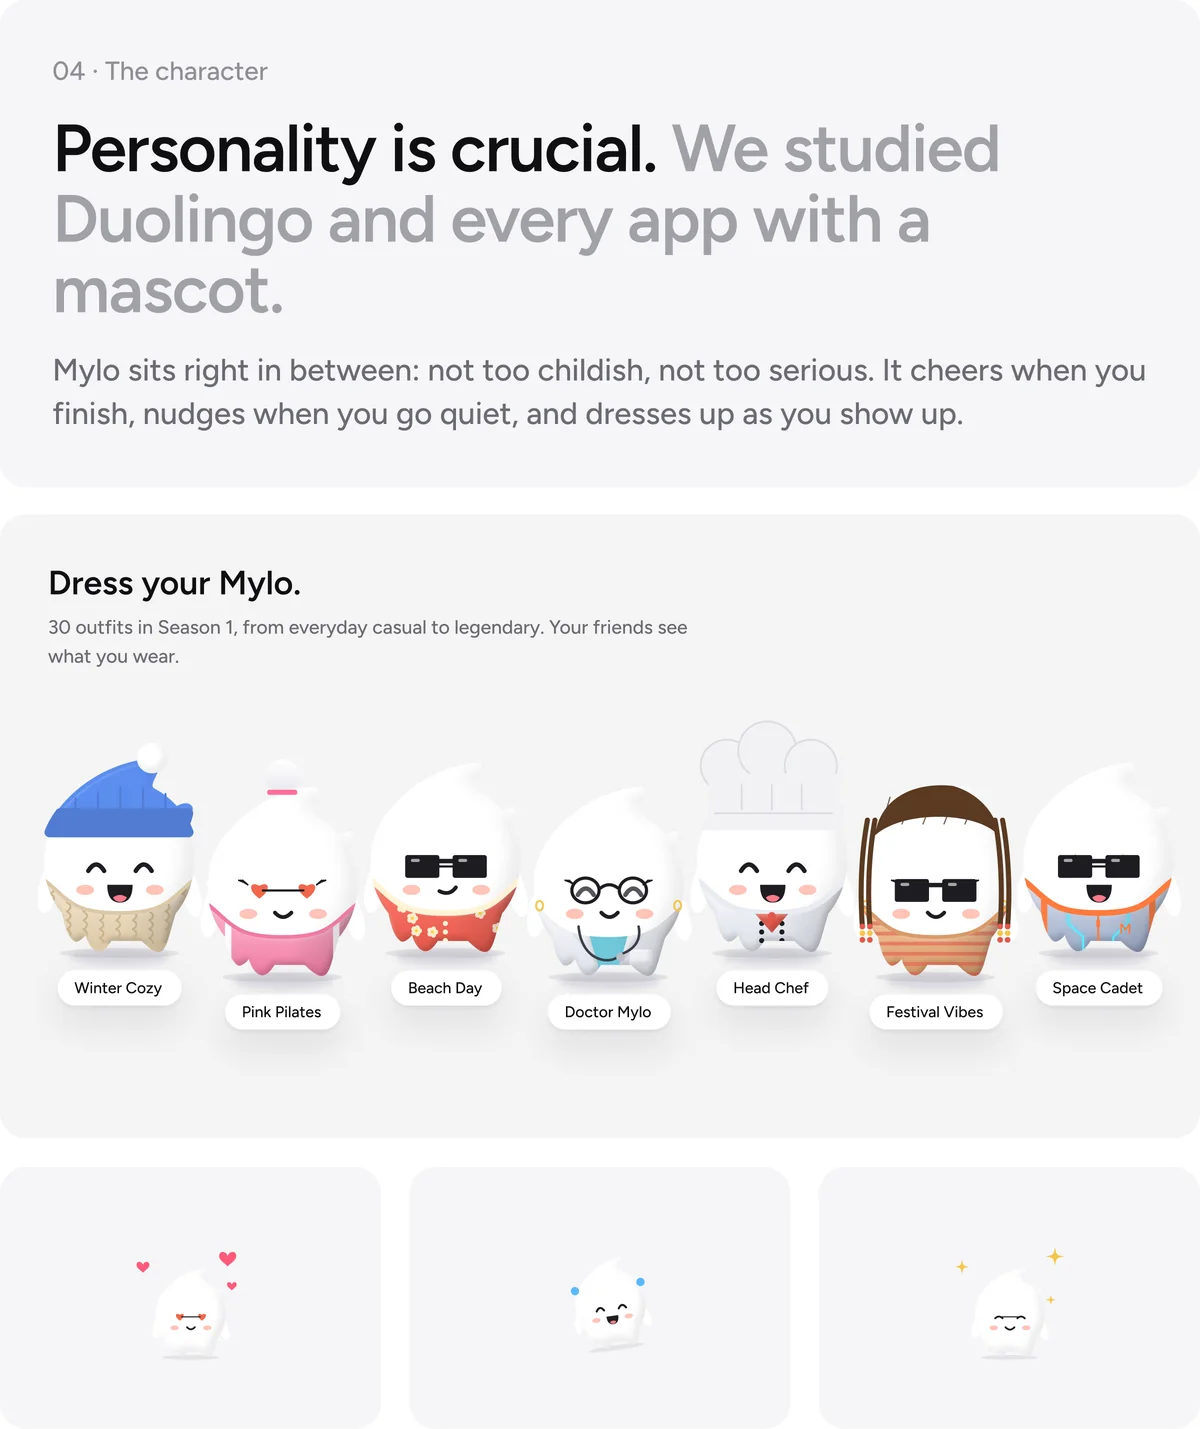 04 · The character
Personality is crucial. We studied
Duolingo and every app with a
mascot.
Mylo sits right in between: not too childish, not too serious. It cheers when you
finish, nudges when you go quiet, and dresses up as you show up.
Dress your Mylo.
30 outfits in Season 1, from everyday casual to legendary. Your friends see
what you wear.
M
Winter Cozy
Pink Pilates
Beach Day
Doctor Mylo
Head Chef
Festival Vibes
Space Cadet